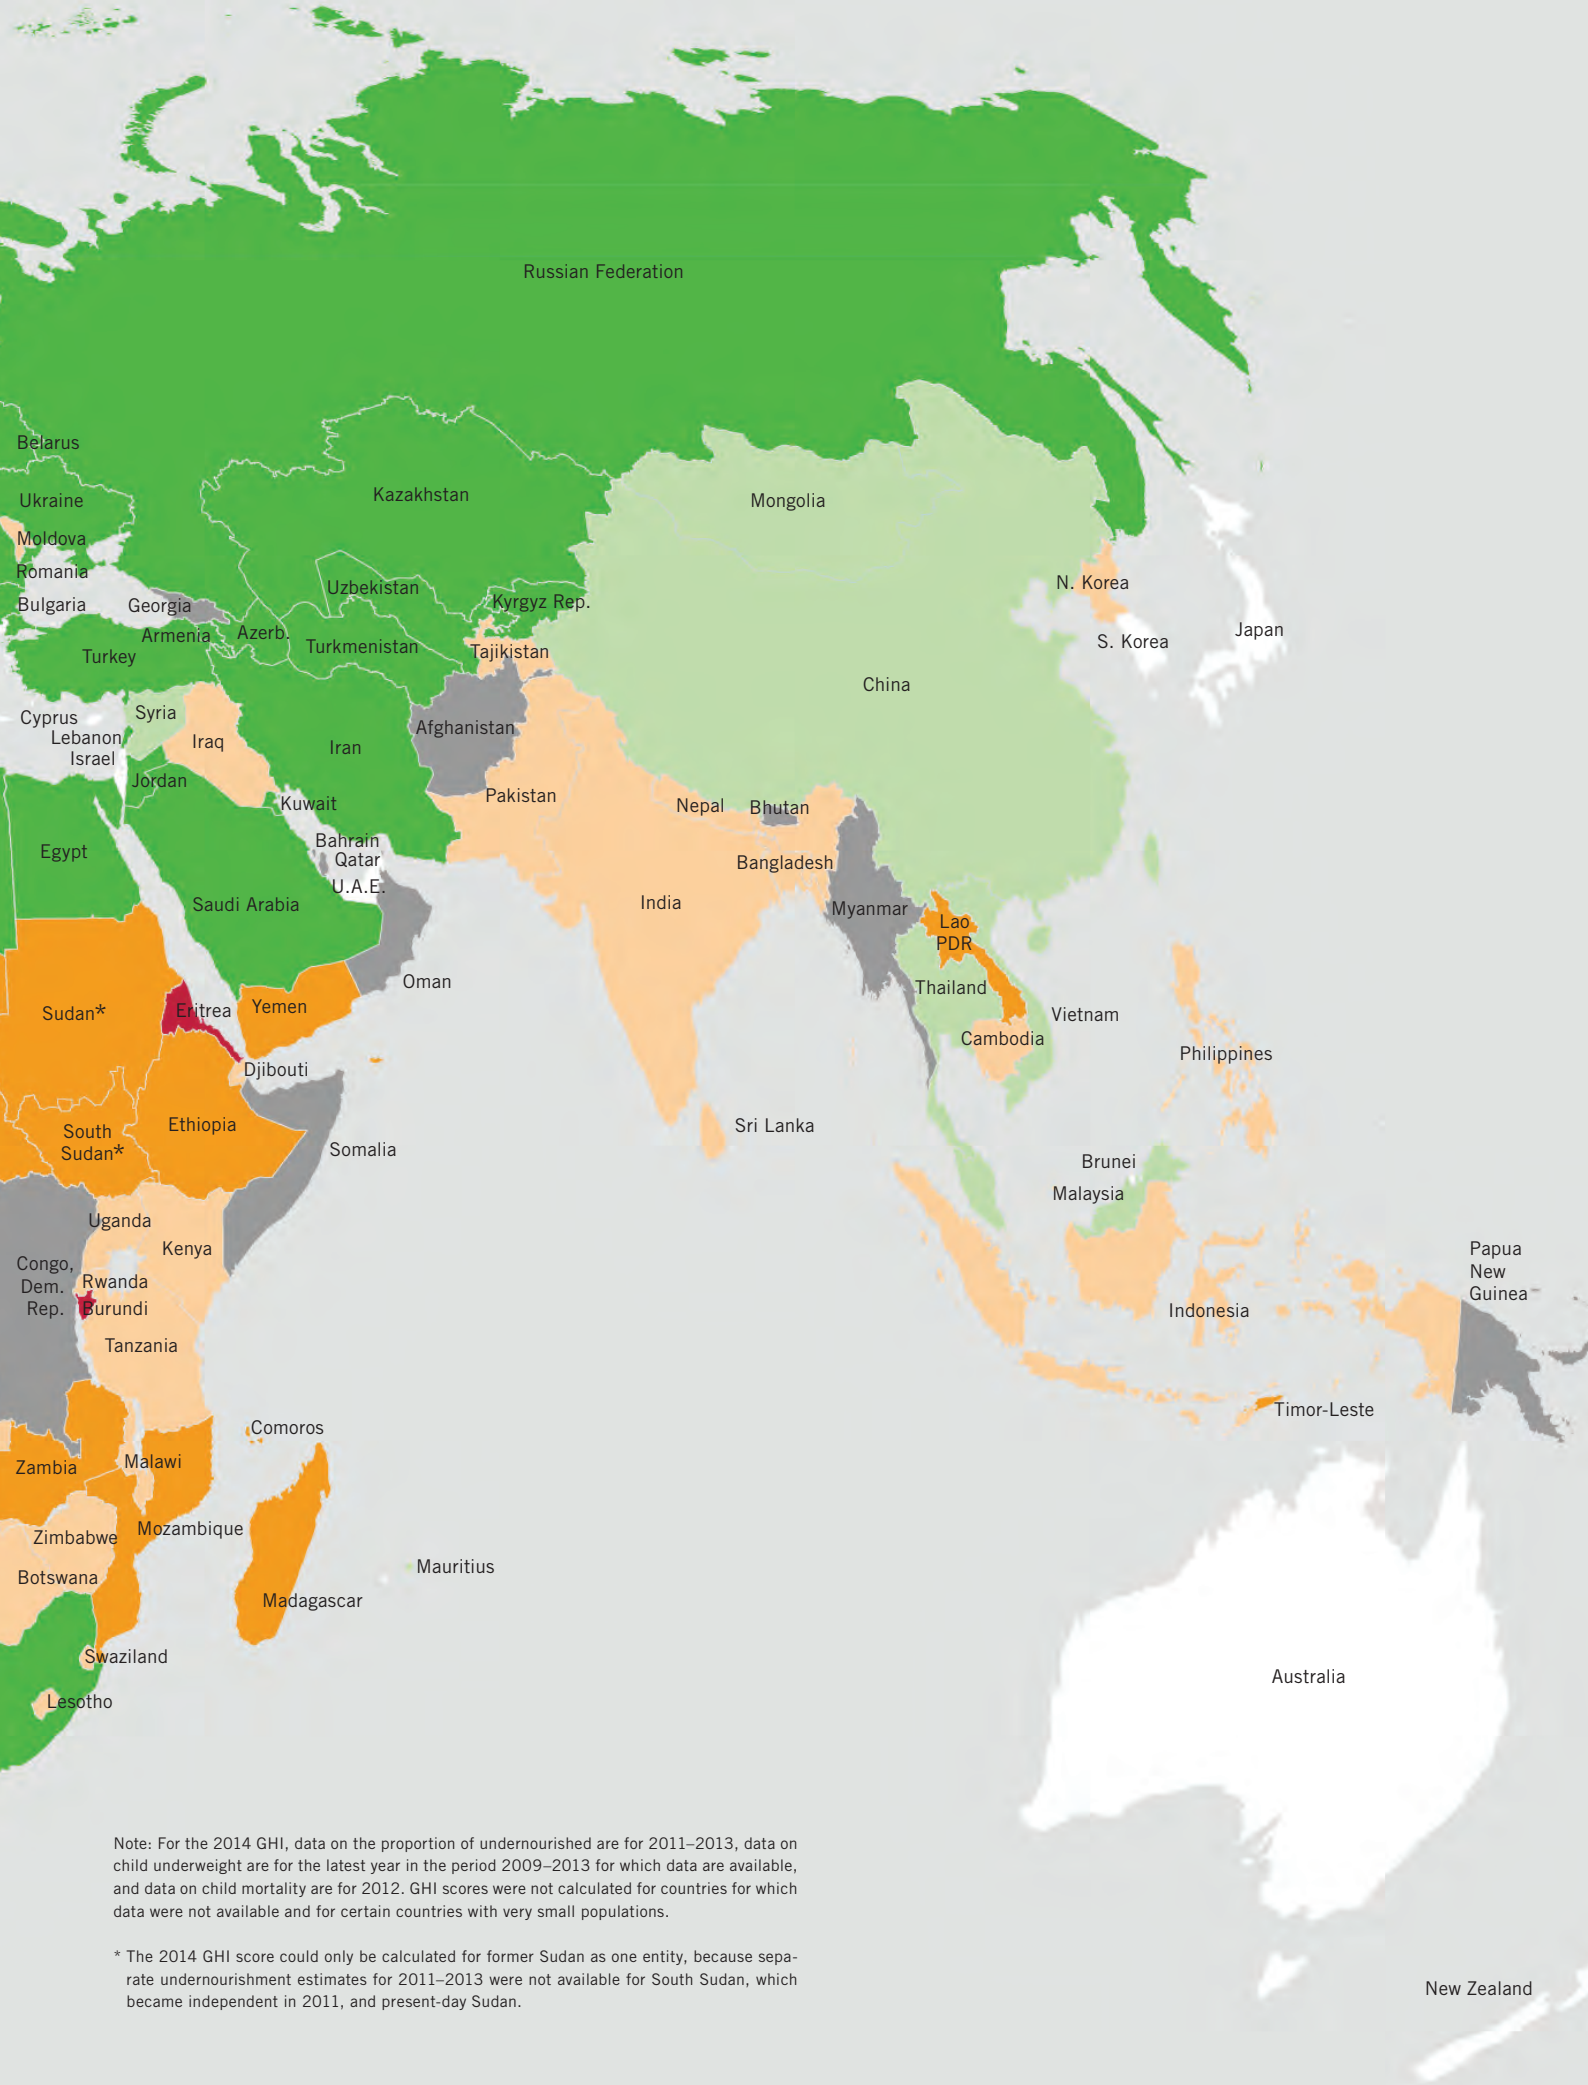 Russian Federation
Belarus
Ukraine
Kazakhstan
Mongolia
Moldova
Romania
Uzbekistan
N. Korea
Bulgaria
Georgia
Kyrgyz Rep.
Armenia
Azerb.
Turkmenistan
Tajikistan
S. Korea
Japan
Turkey
China
Cyprus
Syria
Lebanon
Israel
Iraq
Iran
Afghanistan
Jordan
Kuwait
Pakistan
Nepal
Bhutan
Bahrain
Qatar
U.A.E.
Egypt
Bangladesh
Saudi Arabia
India
Myanmar
Lao
PDR
Oman
Thailand
Sudan*
Eritrea
Yemen
Vietnam
Cambodia
Philippines
Djibouti
Ethiopia
South
Sudan*
Somalia
Sri Lanka
Brunei
Malaysia
Uganda
Kenya
Congo,
Dem.
Rep.
Rwanda
Burundi
Papua
New
Guinea
Indonesia
Tanzania
Timor-Leste
Comoros
Zambia
Malawi
Mozambique
Zimbabwe
Mauritius
Botswana
Madagascar
Swaziland
Lesotho
Australia
Note: For the 2014 GHI, data on the proportion of undernourished are for 2011–2013, data on
child underweight are for the latest year in the period 2009–2013 for which data are available,
and data on child mortality are for 2012. GHI scores were not calculated for countries for which
data were not available and for certain countries with very small populations.
* The 2014 GHI score could only be calculated for former Sudan as one entity, because sepa-
rate undernourishment estimates for 2011–2013 were not available for South Sudan, which
became independent in 2011, and present-day Sudan.
New Zealand